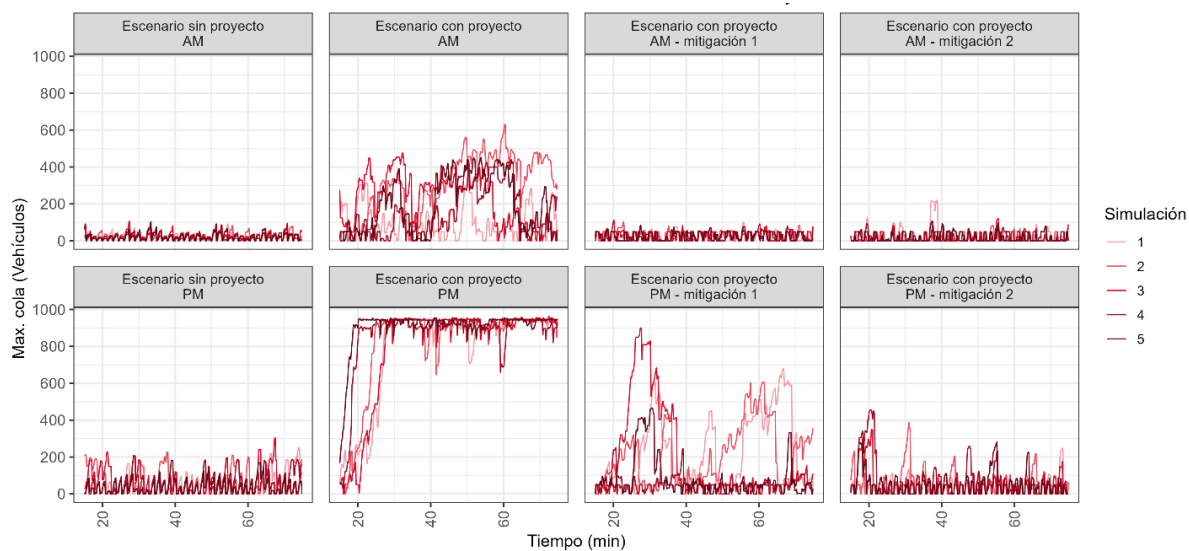 Escenario sin proyecto
AM
Escenario con proyecto
AM
Escenario con proyecto
AM - mitigación 1
Escenario con proyecto
AM - mitigación 2
1000
800
600
400
200
0
Escenario sin proyecto
PM
Escenario con proyecto
PM
Escenario con proyecto
PM - mitigación 1
Escenario con proyecto
PM - mitigación 2
1000
800
600
400
200
0
20
40
60
20
40
60
20
40
60
20
40
60
Max. cola (Vehículos)
Tiempo (min)
Simulación
1
2
3
4
5